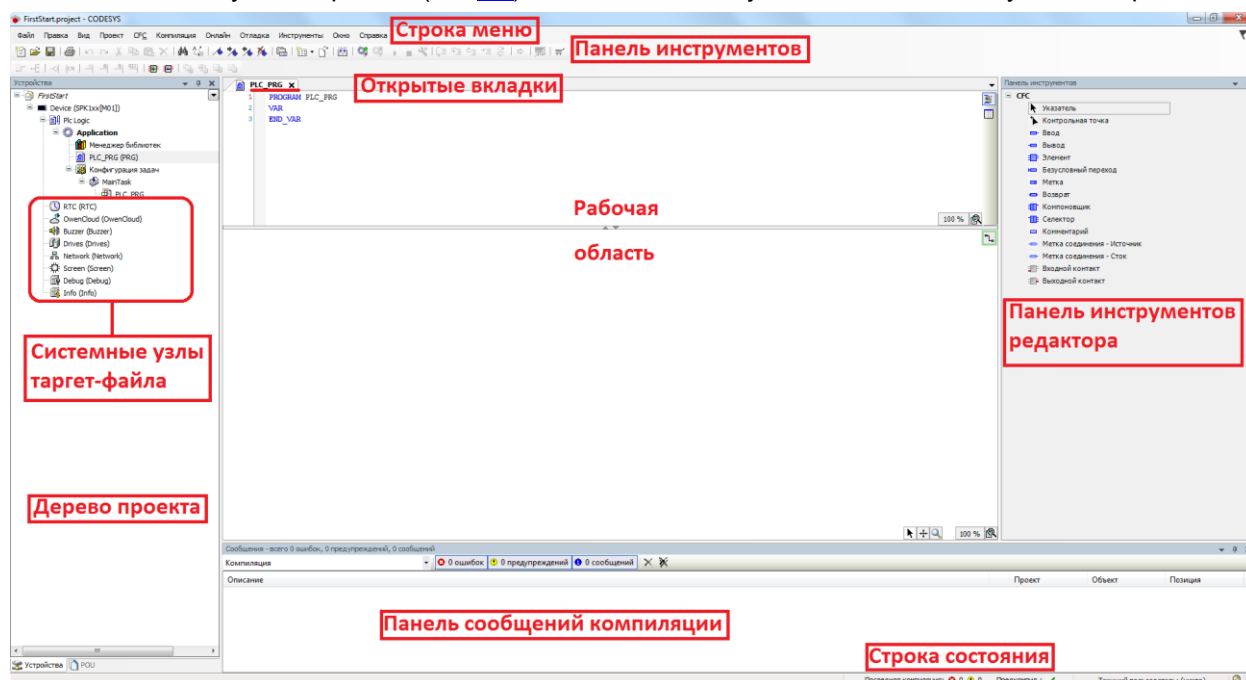 FirstStart.project - CODESYS
Файл Правка Вид Проект CFC Компиляция Онлайн Отладка Инструменты Окно Справка
Строка меню
Панель инструментов
Устройства
PLC_PRG
Открытые вкладки
Панель инструментов
FirstStart
Device (SPK1xx[M01])
Plc Logic
Application
Менеджер библиотек
PLC_PRG (PRG)
Конфигурация задач
MainTask
PLC_PRG
RTC (RTC)
OwenCloud (OwenCloud)
Buzzer (Buzzer)
Drives (Drives)
Network (Network)
Screen (Screen)
Debug (Debug)
Info (Info)
Системные узлы
таргет-файла
Дерево проекта
1 PROGRAM PLC_PRG
2 VAR
3 END_VAR
Рабочая
область
100 %
CFC
Указатель
Контрольная точка
Ввод
Вывод
Элемент
Безусловный переход
Метка
Возврат
Компоновщик
Селектор
Комментарий
Метка соединения - Источник
Метка соединения - Сток
Входной контакт
Выходной контакт
Панель инструментов
редактора
100 %
Сообщения - всего 0 ошибок, 0 предупреждений, 0 сообщений
Компиляция 0 ошибок 0 предупреждений 0 сообщений
Описание Проект Объект Позиция
Панель сообщений компиляции
Устройства POU
Строка состояния